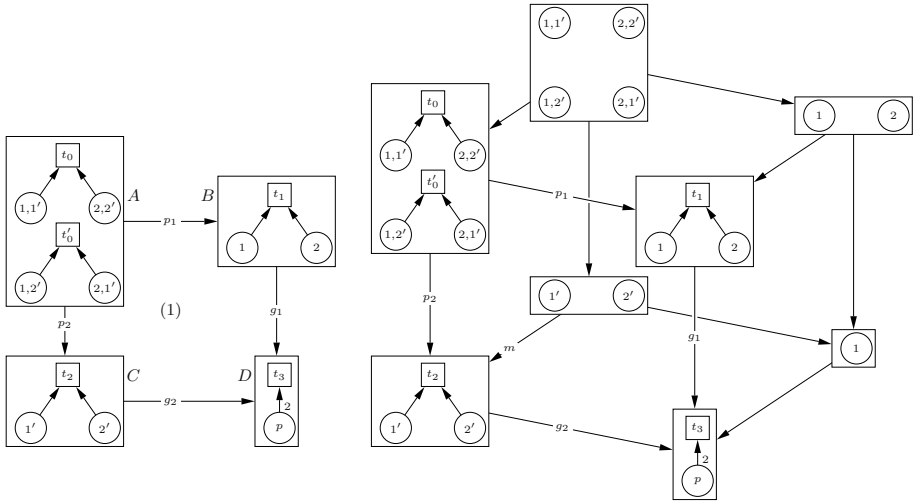 t₀
1,1′ 2,2′
A
t′₀
1,2′ 2,1′
p₁
B
t₁
1 2
p₂
(1)
g₁
t₂
C
1′ 2′
g₂
D
t₃
2
p
1,1′ 2,2′
1,2′ 2,1′
t₀
1,1′ 2,2′
t′₀
1,2′ 2,1′
1 2
p₁
t₁
1 2
p₂
1′ 2′
m
g₁
1
t₂
1′ 2′
g₂
t₃
2
p